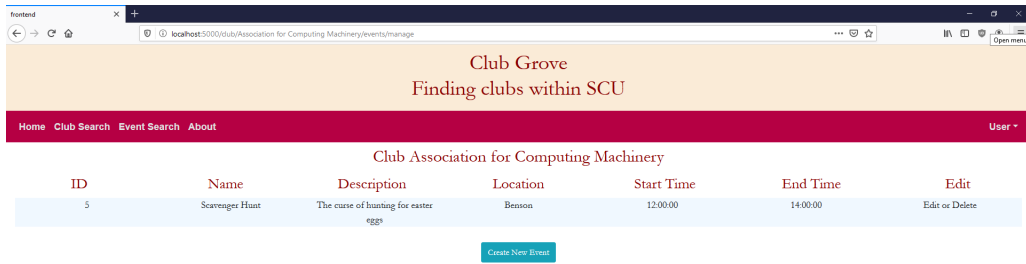 frontend
localhost:5000/club/Association for Computing Machinery/events/manage
Open menu
Club Grove
Finding clubs within SCU
Home Club Search Event Search About User
Club Association for Computing Machinery
ID Name Description Location Start Time End Time Edit
5 Scavenger Hunt The curse of hunting for easter Benson 12:00:00 14:00:00 Edit or Delete
eggs
Create New Event